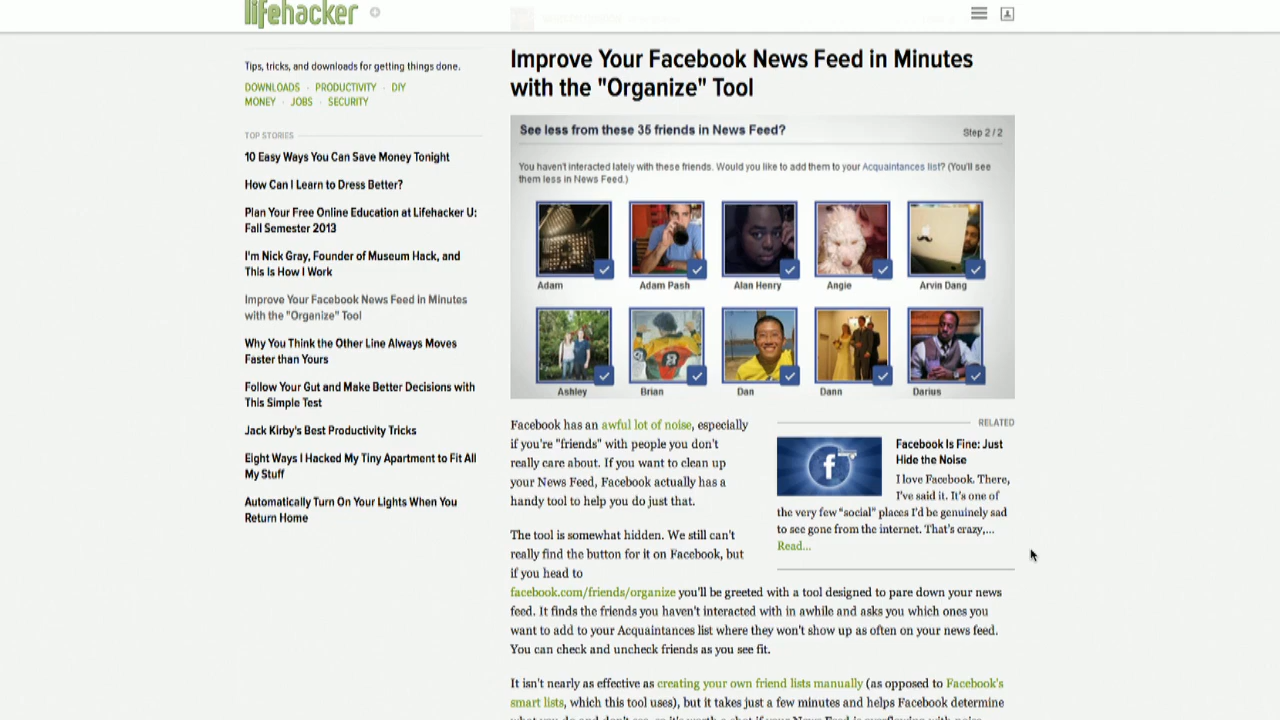 lifehacker
Tips, tricks, and downloads for getting things done.
DOWNLOADS · PRODUCTIVITY · DIY
MONEY · JOBS · SECURITY
TOP STORIES
10 Easy Ways You Can Save Money Tonight
How Can I Learn to Dress Better?
Plan Your Free Online Education at Lifehacker U:
Fall Semester 2013
I'm Nick Gray, Founder of Museum Hack, and
This Is How I Work
Improve Your Facebook News Feed in Minutes
with the "Organize" Tool
Why You Think the Other Line Always Moves
Faster than Yours
Follow Your Gut and Make Better Decisions with
This Simple Test
Jack Kirby's Best Productivity Tricks
Eight Ways I Hacked My Tiny Apartment to Fit All
My Stuff
Automatically Turn On Your Lights When You
Return Home
Improve Your Facebook News Feed in Minutes
with the "Organize" Tool
See less from these 35 friends in News Feed?
Step 2 / 2
You haven't interacted lately with these friends. Would you like to add them to your Acquaintances list? (You'll see
them less in News Feed.)
Adam
Adam Pash
Alan Henry
Angie
Arvin Dang
Ashley
Brian
Dan
Dann
Darius
Facebook has an awful lot of noise, especially
if you're "friends" with people you don't
really care about. If you want to clean up
your News Feed, Facebook actually has a
handy tool to help you do just that.
RELATED
Facebook Is Fine: Just
Hide the Noise
I love Facebook. There,
I've said it. It's one of
the very few "social" places I'd be genuinely sad
to see gone from the internet. That's crazy,...
Read...
The tool is somewhat hidden. We still can't
really find the button for it on Facebook, but
if you head to
facebook.com/friends/organize you'll be greeted with a tool designed to pare down your news
feed. It finds the friends you haven't interacted with in awhile and asks you which ones you
want to add to your Acquaintances list where they won't show up as often on your news feed.
You can check and uncheck friends as you see fit.
It isn't nearly as effective as creating your own friend lists manually (as opposed to Facebook's
smart lists, which this tool uses), but it takes just a few minutes and helps Facebook determine